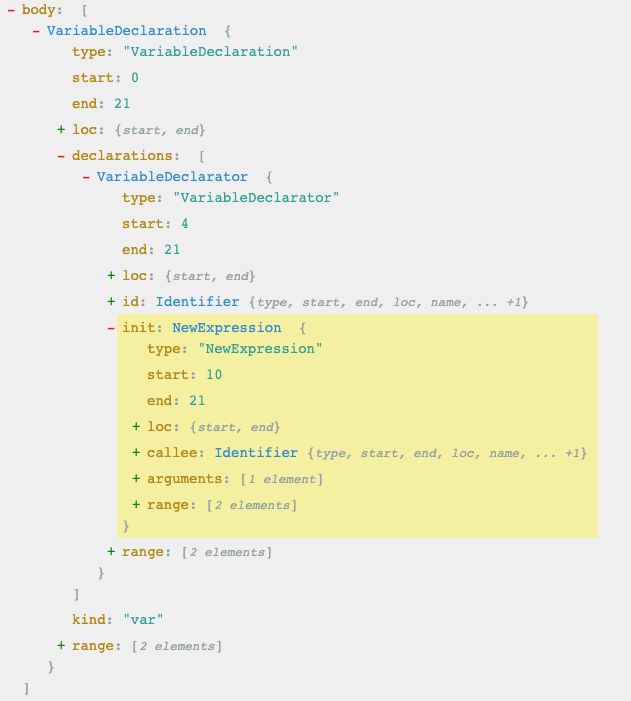 - body: [
- VariableDeclaration {
type: "VariableDeclaration"
start: 0
end: 21
+ loc: {start, end}
- declarations: [
- VariableDeclarator {
type: "VariableDeclarator"
start: 4
end: 21
+ loc: {start, end}
+ id: Identifier {type, start, end, loc, name, ... +1}
- init: NewExpression {
type: "NewExpression"
start: 10
end: 21
+ loc: {start, end}
+ callee: Identifier {type, start, end, loc, name, ... +1}
+ arguments: [1 element]
+ range: [2 elements]
}
+ range: [2 elements]
}
]
kind: "var"
+ range: [2 elements]
}
]